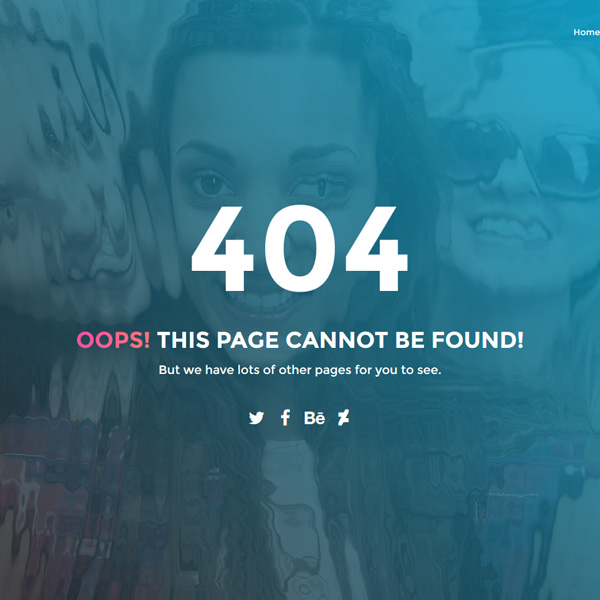 Home
404
OOPS! THIS PAGE CANNOT BE FOUND!
But we have lots of other pages for you to see.
Bē